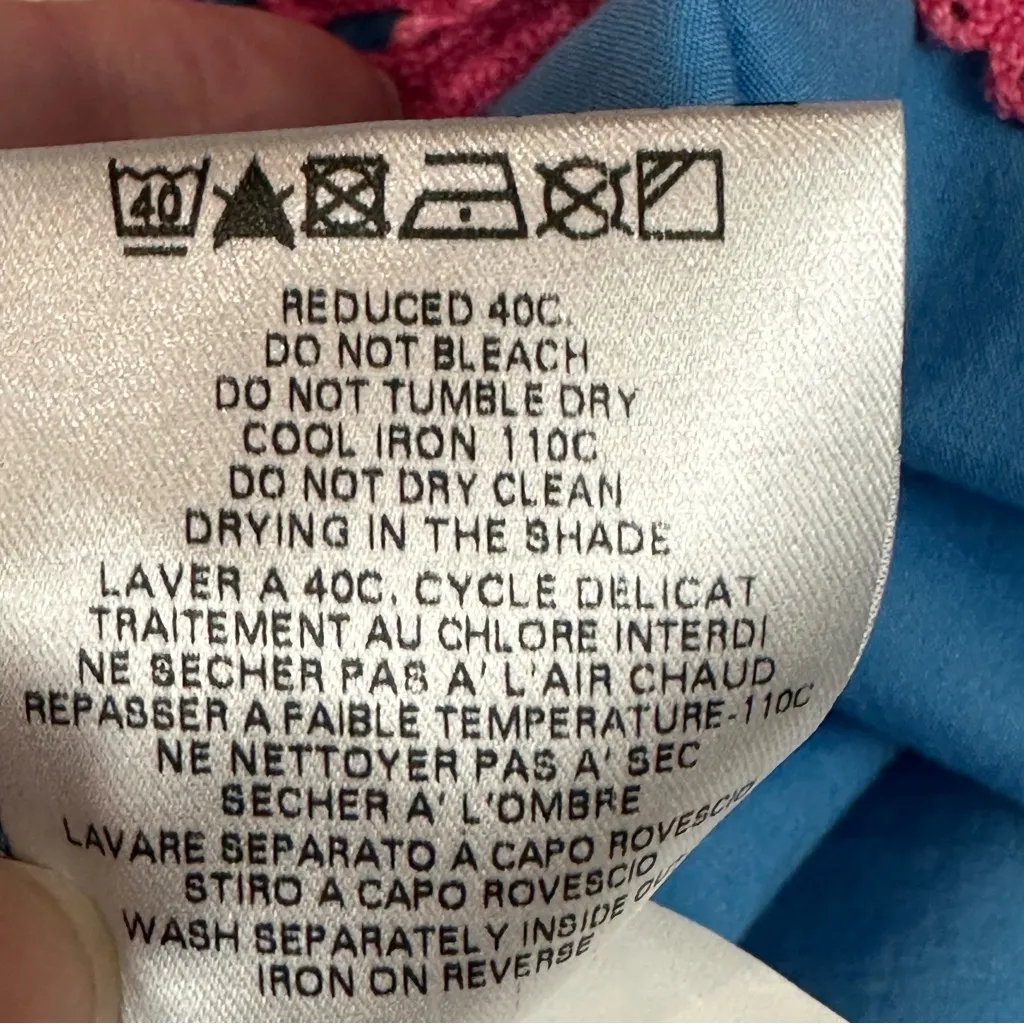 40
REDUCED 40C.
DO NOT BLEACH
DO NOT TUMBLE DRY
COOL IRON 110C
DO NOT DRY CLEAN
DRYING IN THE SHADE
LAVER A 40C. CYCLE DELICAT
TRAITEMENT AU CHLORE INTERDI
NE SECHER PAS A' L'AIR CHAUD
REPASSER A FAIBLE TEMPERATURE-110C
NE NETTOYER PAS A' SEC
SECHER A' L'OMBRE
LAVARE SEPARATO A CAPO ROVESCIO
STIRO A CAPO ROVESCIO
WASH SEPARATELY INSIDE OUT
IRON ON REVERSE